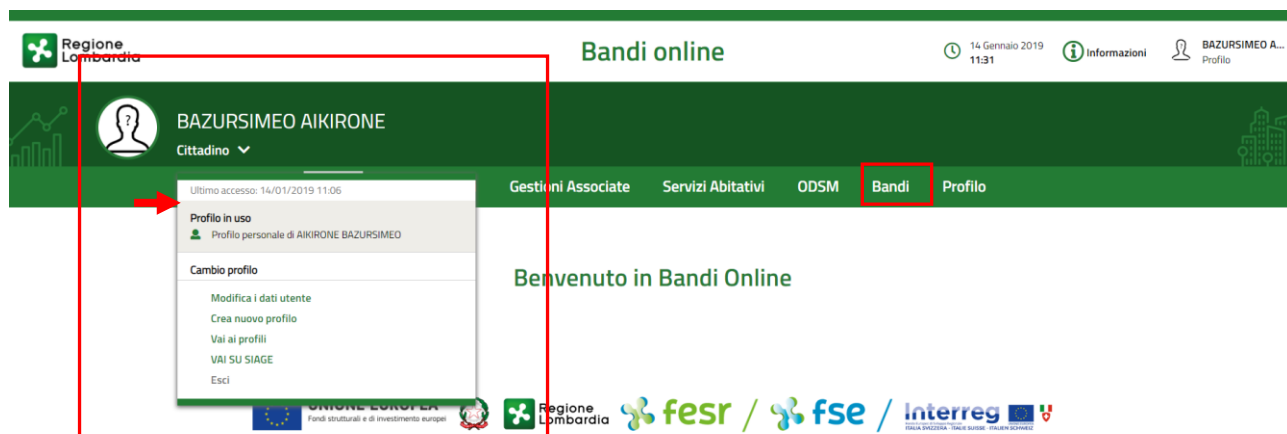 Regione
Lombardia
Bandi online
14 Gennaio 2019
11:31
Informazioni
BAZURSIMEO A...
Profilo
BAZURSIMEO AIKIRONE
Cittadino
Gestioni Associate
Servizi Abitativi
ODSM
Bandi
Profilo
Ultimo accesso: 14/01/2019 11:06
Profilo in uso
Profilo personale di AIKIRONE BAZURSIMEO
Cambio profilo
Modifica i dati utente
Crea nuovo profilo
Vai ai profili
VAI SU SIAGE
Esci
Benvenuto in Bandi Online
UNIONE EUROPEA
Fondi strutturali e di investimento europei
Regione
Lombardia
fesr / fse / Interreg